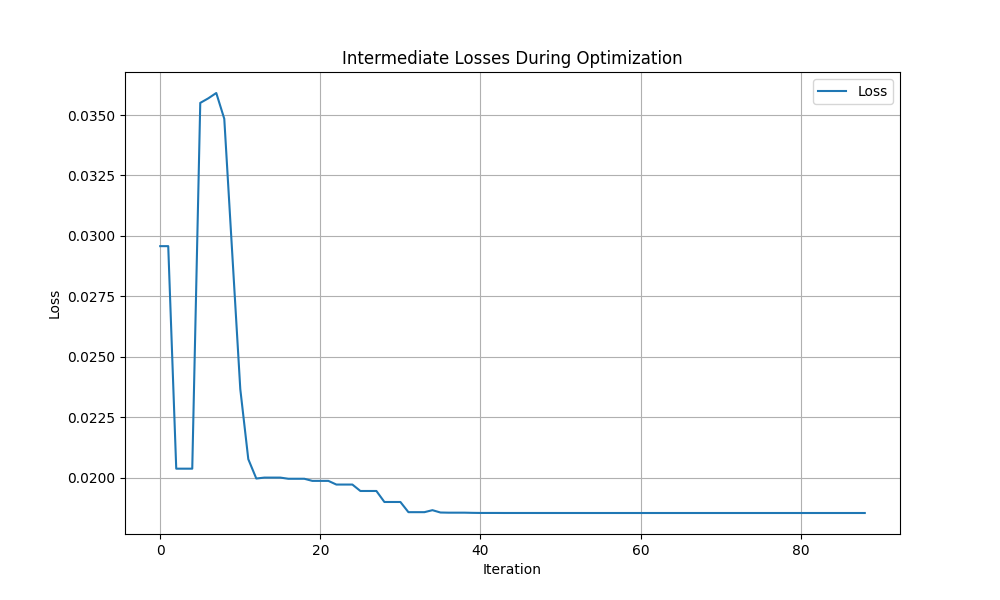 Intermediate Losses During Optimization
Loss
0.0350
0.0325
0.0300
0.0275
0.0250
0.0225
0.0200
Loss
0 20 40 60 80
Iteration